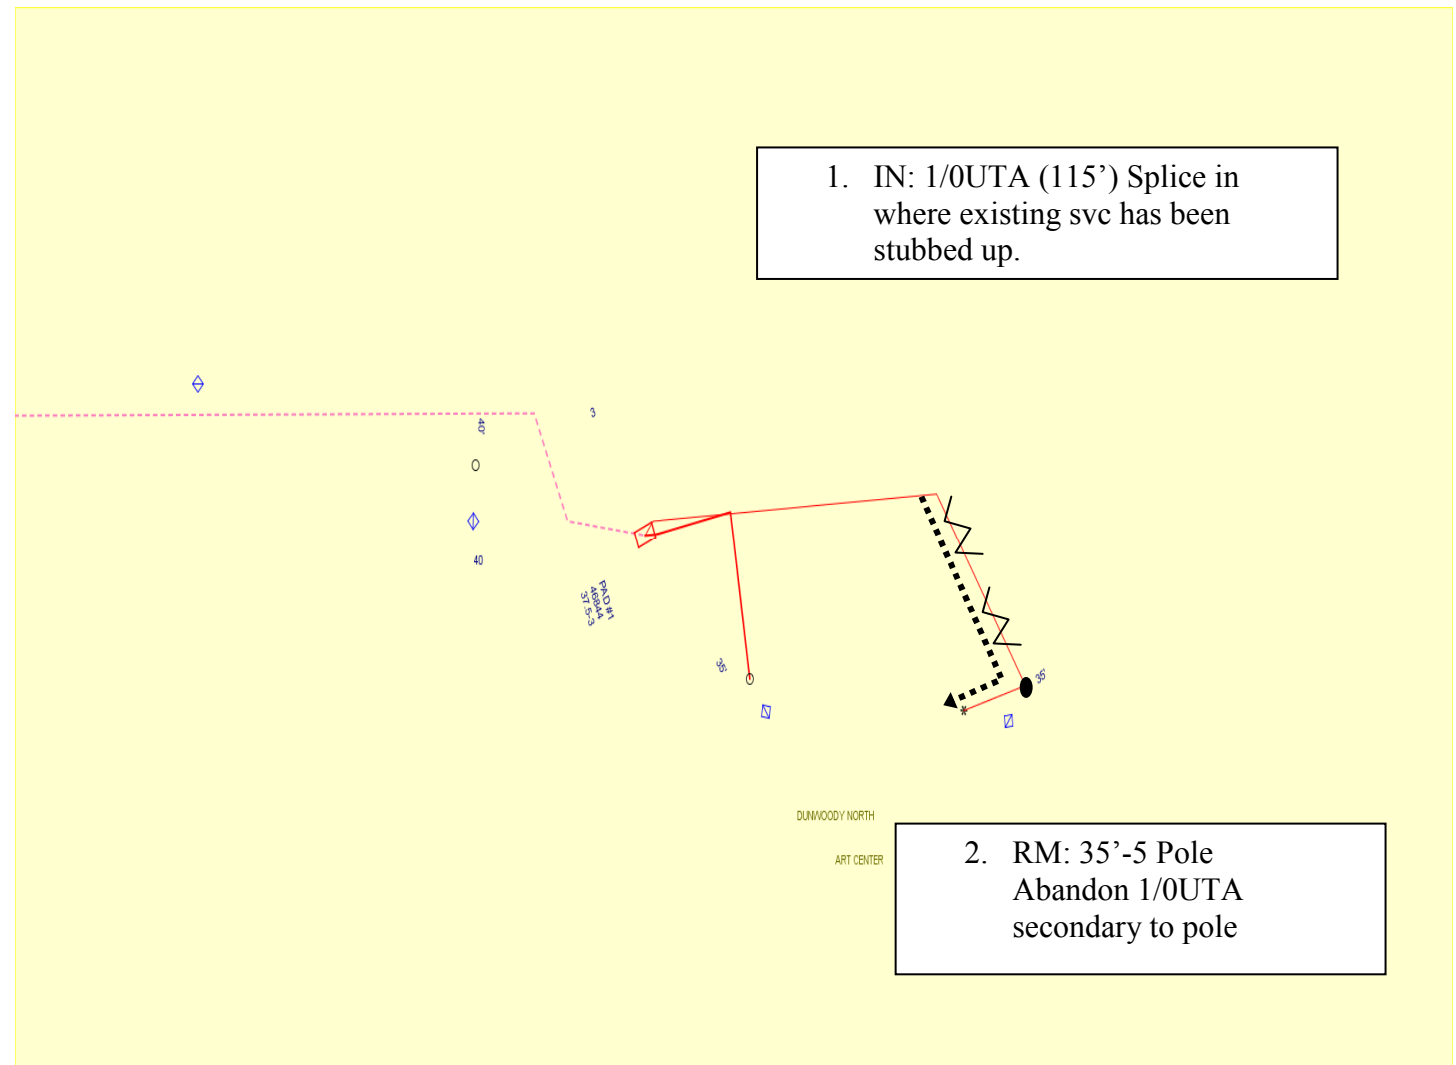 1. IN: 1/0UTA (115’) Splice in
where existing svc has been
stubbed up.
3
40'
40
PAD #1
46844
37.5-3
35'
35'
DUNWOODY NORTH
ART CENTER
2. RM: 35’-5 Pole
Abandon 1/0UTA
secondary to pole